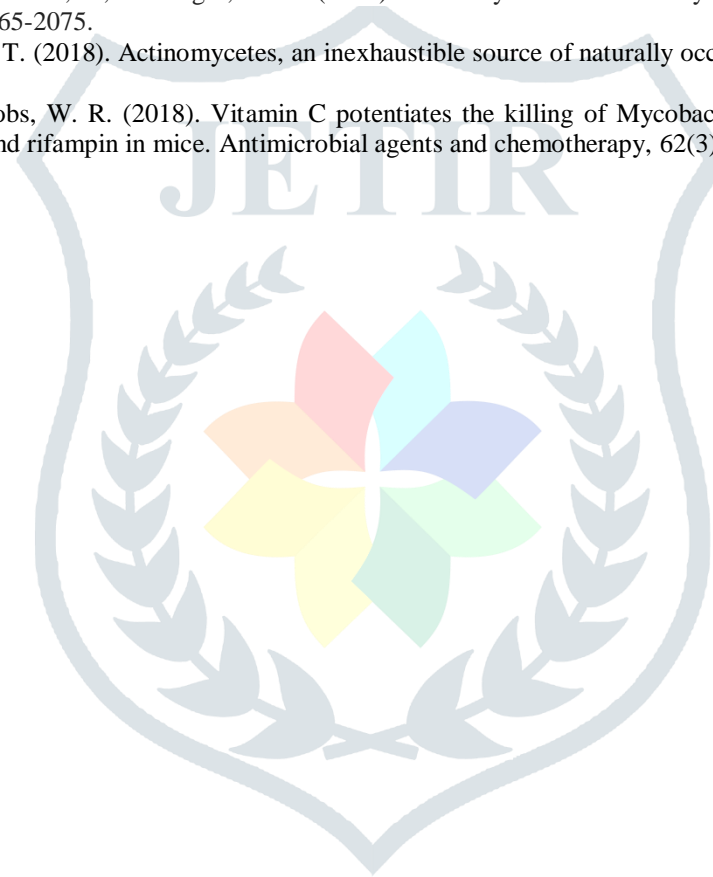 65-2075.
T. (2018). Actinomycetes, an inexhaustible source of naturally occ
obs, W. R. (2018). Vitamin C potentiates the killing of Mycobac
nd rifampin in mice. Antimicrobial agents and chemotherapy, 62(3)
JETIR